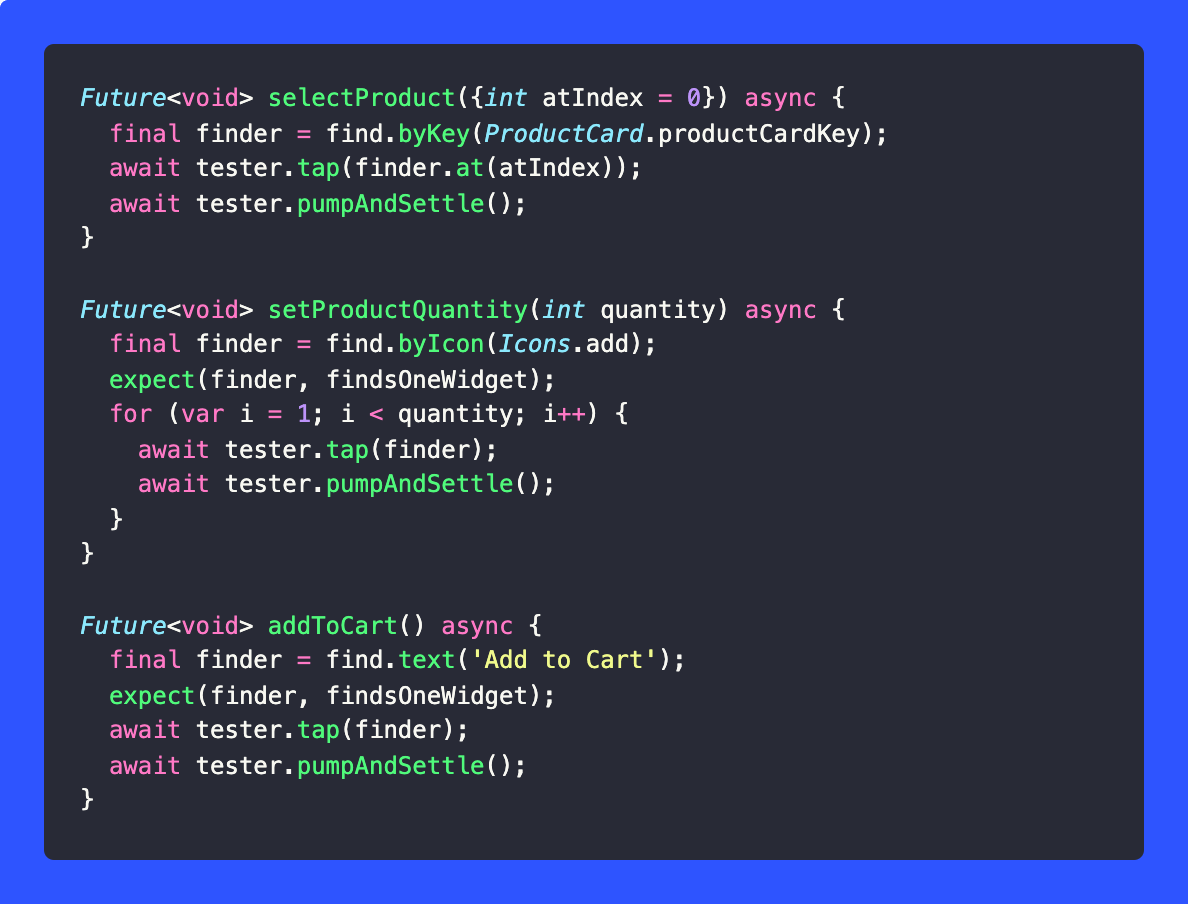 Future<void> selectProduct({int atIndex = 0}) async {
  final finder = find.byKey(ProductCard.productCardKey);
  await tester.tap(finder.at(atIndex));
  await tester.pumpAndSettle();
}

Future<void> setProductQuantity(int quantity) async {
  final finder = find.byIcon(Icons.add);
  expect(finder, findsOneWidget);
  for (var i = 1; i < quantity; i++) {
    await tester.tap(finder);
    await tester.pumpAndSettle();
  }
}

Future<void> addToCart() async {
  final finder = find.text('Add to Cart');
  expect(finder, findsOneWidget);
  await tester.tap(finder);
  await tester.pumpAndSettle();
}